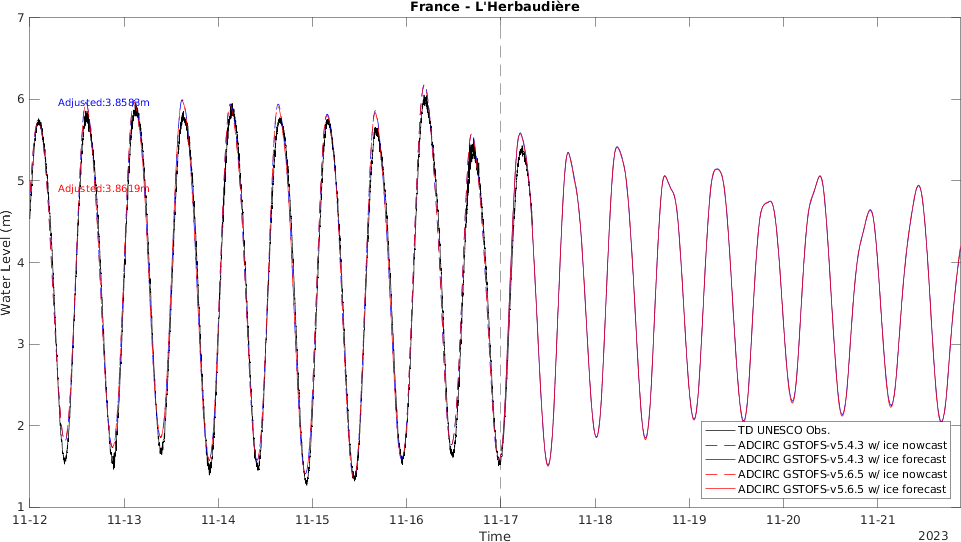 France - L'Herbaudière
7
6
5
4
3
2
1
Water Level (m)
Adjusted:3.8583m
Adjusted:3.8619m
TD UNESCO Obs.
ADCIRC GSTOFS-v5.4.3 w/ ice nowcast
ADCIRC GSTOFS-v5.4.3 w/ ice forecast
ADCIRC GSTOFS-v5.6.5 w/ ice nowcast
ADCIRC GSTOFS-v5.6.5 w/ ice forecast
11-12 11-13 11-14 11-15 11-16 11-17 11-18 11-19 11-20 11-21
Time
2023